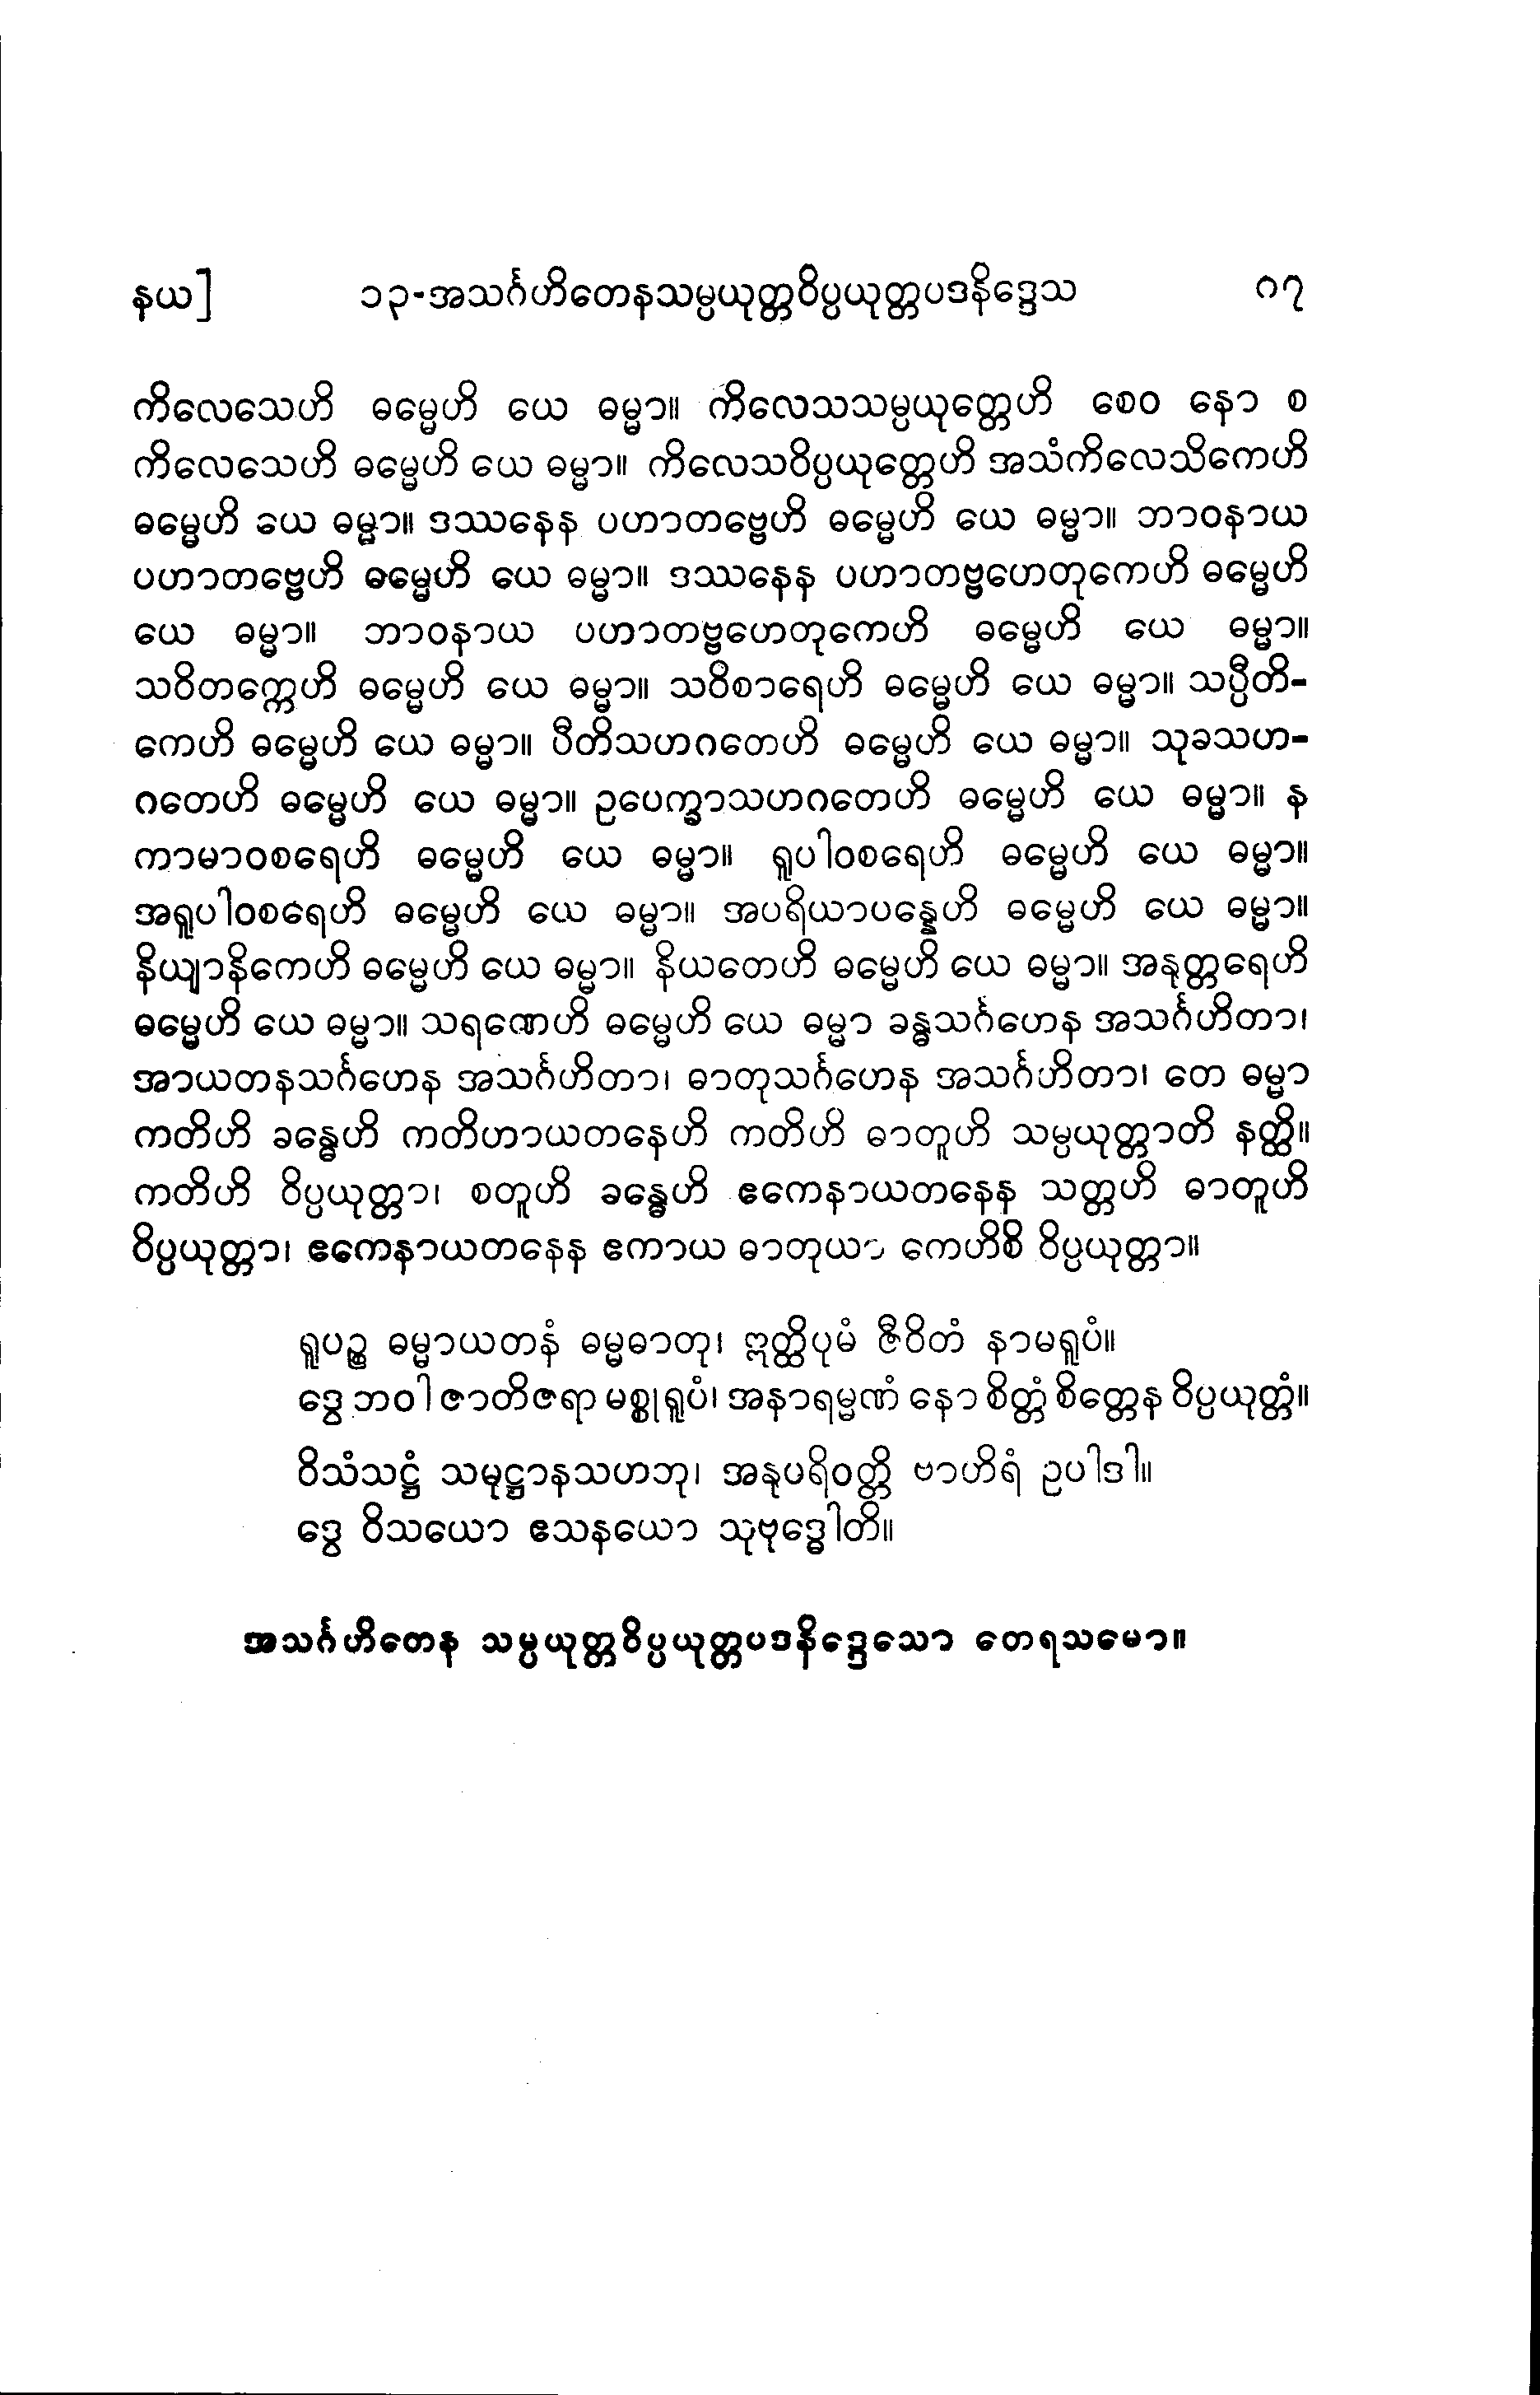 နယ] ၁၃-အသင်္ဂဟိတေနသမ္ပယုတ္တဝိပ္ပယုတ္တပဒနိဒ္ဒေသ ၈၇
ကိလေသေဟိ ဓမ္မေဟိ ယေ ဓမ္မာ။ ကိလေသသမ္ပယုတ္တေဟိ စေဝ နော စ
ကိလေသေဟိ ဓမ္မေဟိ ယေ ဓမ္မာ။ ကိလေသဝိပ္ပယုတ္တေဟိ အသံကိလေသိကေဟိ
ဓမ္မေဟိ ယေ ဓမ္မာ။ ဒဿနေန ပဟာတဗ္ဗေဟိ ဓမ္မေဟိ ယေ ဓမ္မာ။ ဘာဝနာယ
ပဟာတဗ္ဗေဟိ ဓမ္မေဟိ ယေ ဓမ္မာ။ ဒဿနေန ပဟာတဗ္ဗဟေတုကေဟိ ဓမ္မေဟိ
ယေ ဓမ္မာ။ ဘာဝနာယ ပဟာတဗ္ဗဟေတုကေဟိ ဓမ္မေဟိ ယေ ဓမ္မာ။
သဝိတက္ကေဟိ ဓမ္မေဟိ ယေ ဓမ္မာ။ သဝိစာရေဟိ ဓမ္မေဟိ ယေ ဓမ္မာ။ သပ္ပီတိ-
ကေဟိ ဓမ္မေဟိ ယေ ဓမ္မာ။ ပီတိသဟဂတေဟိ ဓမ္မေဟိ ယေ ဓမ္မာ။ သုခသဟ-
ဂတေဟိ ဓမ္မေဟိ ယေ ဓမ္မာ။ ဥပေက္ခာသဟဂတေဟိ ဓမ္မေဟိ ယေ ဓမ္မာ။ န
ကာမာဝစရေဟိ ဓမ္မေဟိ ယေ ဓမ္မာ။ ရူပါဝစရေဟိ ဓမ္မေဟိ ယေ ဓမ္မာ။
အရူပါဝစရေဟိ ဓမ္မေဟိ ယေ ဓမ္မာ။ အပရိယာပန္နေဟိ ဓမ္မေဟိ ယေ ဓမ္မာ။
နိယျာနိကေဟိ ဓမ္မေဟိ ယေ ဓမ္မာ။ နိယတေဟိ ဓမ္မေဟိ ယေ ဓမ္မာ။ အနုတ္တရေဟိ
ဓမ္မေဟိ ယေ ဓမ္မာ။ သရဏေဟိ ဓမ္မေဟိ ယေ ဓမ္မာ ခန္ဓသင်္ဂဟေန အသင်္ဂဟိတာ၊
အာယတနသင်္ဂဟေန အသင်္ဂဟိတာ၊ ဓာတုသင်္ဂဟေန အသင်္ဂဟိတာ၊ တေ ဓမ္မာ
ကတိဟိ ခန္ဓေဟိ ကတိဟာယတနေဟိ ကတိဟိ ဓာတူဟိ သမ္ပယုတ္တာတိ နတ္ထိ။
ကတိဟိ ဝိပ္ပယုတ္တာ၊ စတူဟိ ခန္ဓေဟိ ဧကေနာယတနေန သတ္တဟိ ဓာတူဟိ
ဝိပ္ပယုတ္တာ၊ ဧကေနာယတနေန ဧကာယ ဓာတုယာ ကေဟိစိ ဝိပ္ပယုတ္တာ။
ရူပဉ္စ ဓမ္မာယတနံ ဓမ္မဓာတု၊ ဣတ္ထိပုမံ ဇီဝိတံ နာမရူပံ။
ဒွေ ဘဝါ ဇာတိဇရာ မစ္စုရူပံ၊ အနာရမ္မဏံ နော စိတ္တံ စိတ္တေန ဝိပ္ပယုတ္တံ။
ဝိသံသဋ္ဌံ သမုဋ္ဌာနသဟဘု၊ အနုပရိဝတ္တိ ဗာဟိရံ ဥပါဒါ။
ဒွေ ဝိသယော ဧသနယော သုဗုဒ္ဓေါတိ။
အသင်္ဂဟိတေန သမ္ပယုတ္တဝိပ္ပယုတ္တပဒနိဒ္ဒေသော တေရသမော။